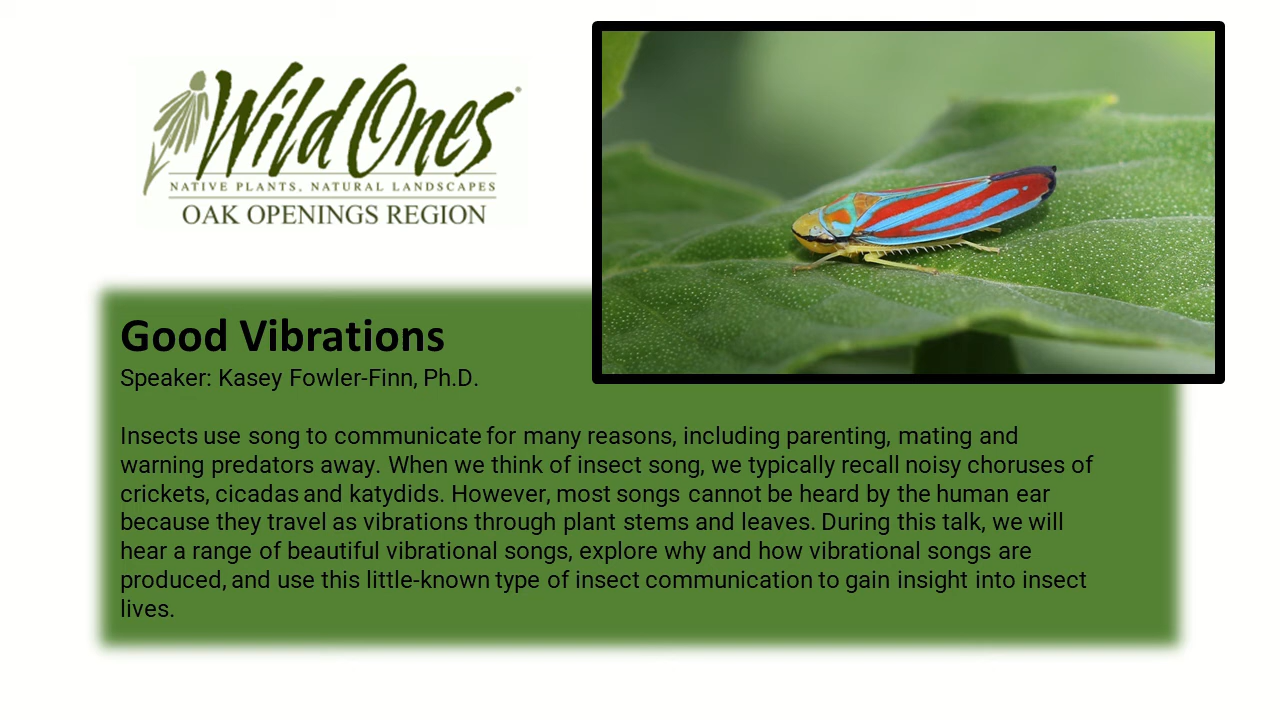 Wild Ones®
NATIVE PLANTS, NATURAL LANDSCAPES
OAK OPENINGS REGION
Good Vibrations
Speaker: Kasey Fowler-Finn, Ph.D.
Insects use song to communicate for many reasons, including parenting, mating and
warning predators away. When we think of insect song, we typically recall noisy choruses of
crickets, cicadas and katydids. However, most songs cannot be heard by the human ear
because they travel as vibrations through plant stems and leaves. During this talk, we will
hear a range of beautiful vibrational songs, explore why and how vibrational songs are
produced, and use this little-known type of insect communication to gain insight into insect
lives.